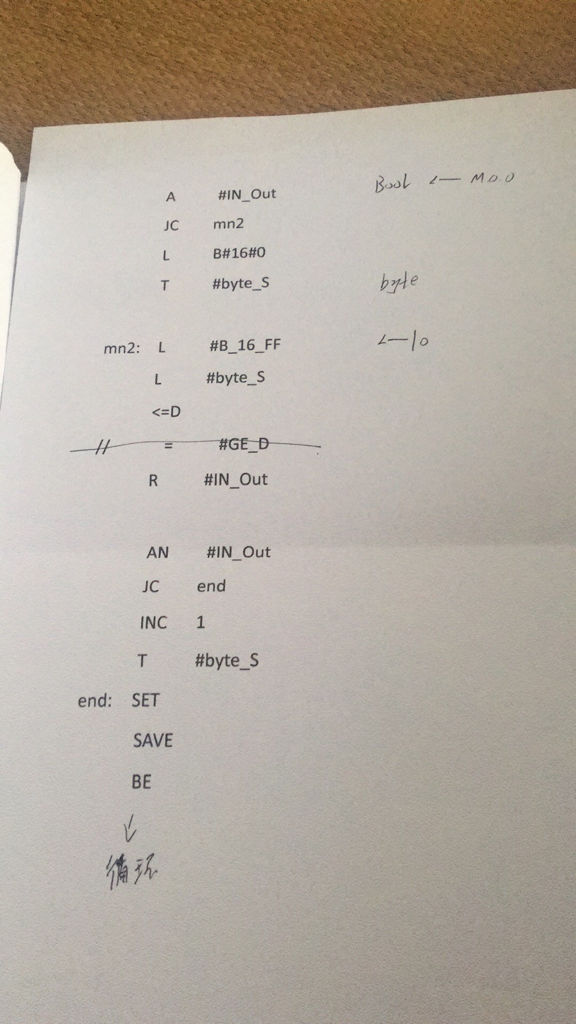 A #IN_Out Bool <— M0.0
JC mn2
L B#16#0
T #byte_S byte
mn2: L #B_16_FF <—10
L #byte_S
<=D
// = #GE_D
R #IN_Out
AN #IN_Out
JC end
INC 1
T #byte_S
end: SET
SAVE
BE
↓
循环